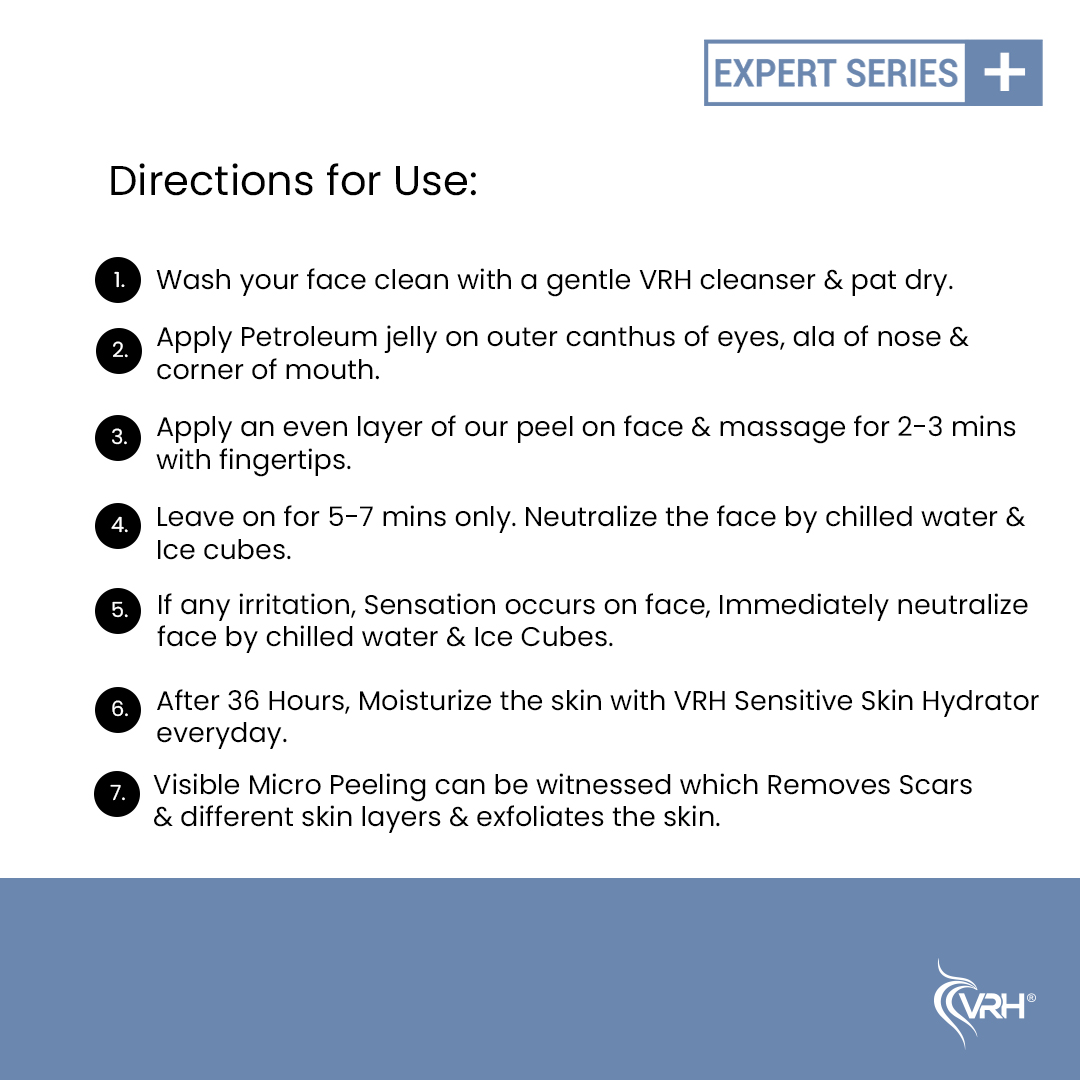 EXPERT SERIES +
Directions for Use:
1. Wash your face clean with a gentle VRH cleanser & pat dry.
2. Apply Petroleum jelly on outer canthus of eyes, ala of nose &
corner of mouth.
3. Apply an even layer of our peel on face & massage for 2-3 mins
with fingertips.
4. Leave on for 5-7 mins only. Neutralize the face by chilled water &
Ice cubes.
5. If any irritation, Sensation occurs on face, Immediately neutralize
face by chilled water & Ice Cubes.
6. After 36 Hours, Moisturize the skin with VRH Sensitive Skin Hydrator
everyday.
7. Visible Micro Peeling can be witnessed which Removes Scars
& different skin layers & exfoliates the skin.
VRH®